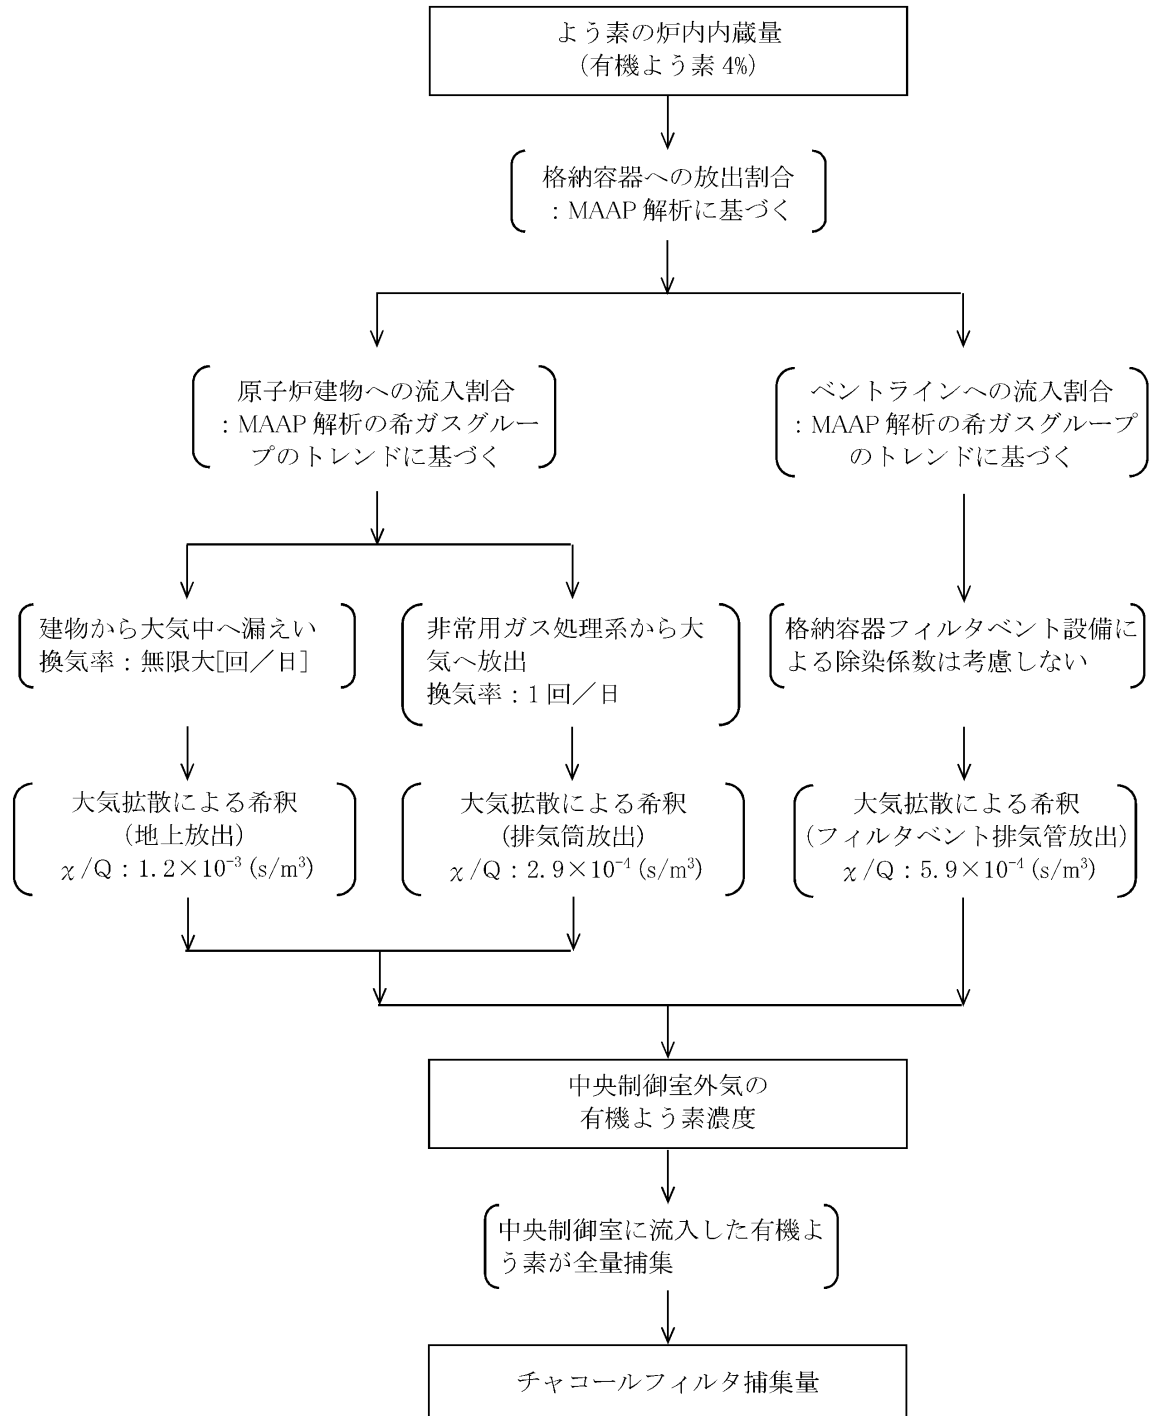 よう素の炉内内蔵量
(有機よう素 4%)
格納容器への放出割合
：MAAP 解析に基づく
原子炉建物への流入割合
：MAAP 解析の希ガスグルー
プのトレンドに基づく
ベントラインへの流入割合
：MAAP 解析の希ガスグループ
のトレンドに基づく
建物から大気中へ漏えい
換気率：無限大[回／日]
非常用ガス処理系から大
気へ放出
換気率：1 回／日
格納容器フィルタベント設備に
よる除染係数は考慮しない
大気拡散による希釈
(地上放出)
χ/Q：1.2×10⁻³ (s/m³)
大気拡散による希釈
(排気筒放出)
χ/Q：2.9×10⁻⁴ (s/m³)
大気拡散による希釈
(フィルタベント排気管放出)
χ/Q：5.9×10⁻⁴ (s/m³)
中央制御室外気の
有機よう素濃度
中央制御室に流入した有機よ
う素が全量捕集
チャコールフィルタ捕集量